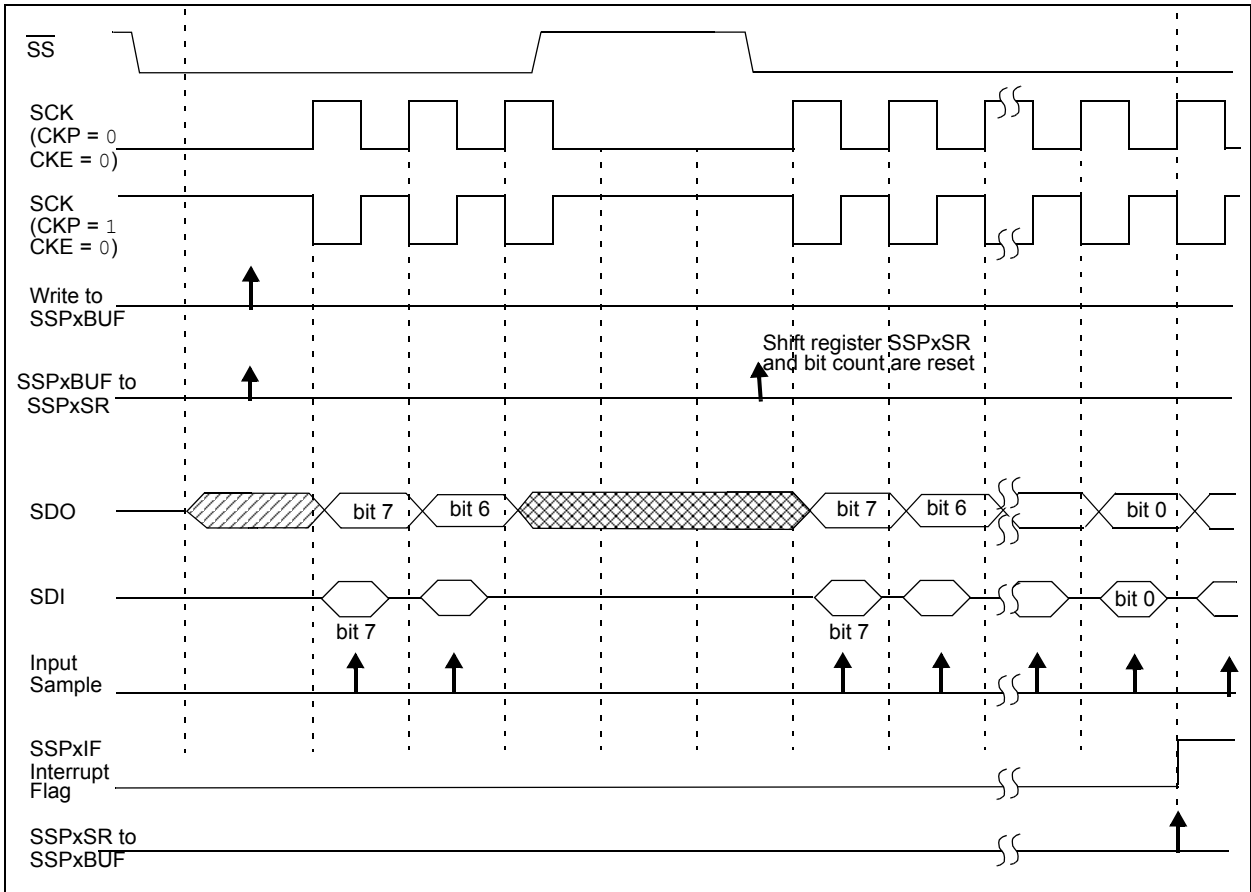 SS
SCK
(CKP = 0
CKE = 0)
SCK
(CKP = 1
CKE = 0)
Write to
SSPxBUF
Shift register SSPxSR
and bit count are reset
SSPxBUF to
SSPxSR
SDO
bit 7
bit 6
bit 7
bit 6
bit 0
SDI
bit 0
bit 7
bit 7
Input
Sample
SSPxIF
Interrupt
Flag
SSPxSR to
SSPxBUF